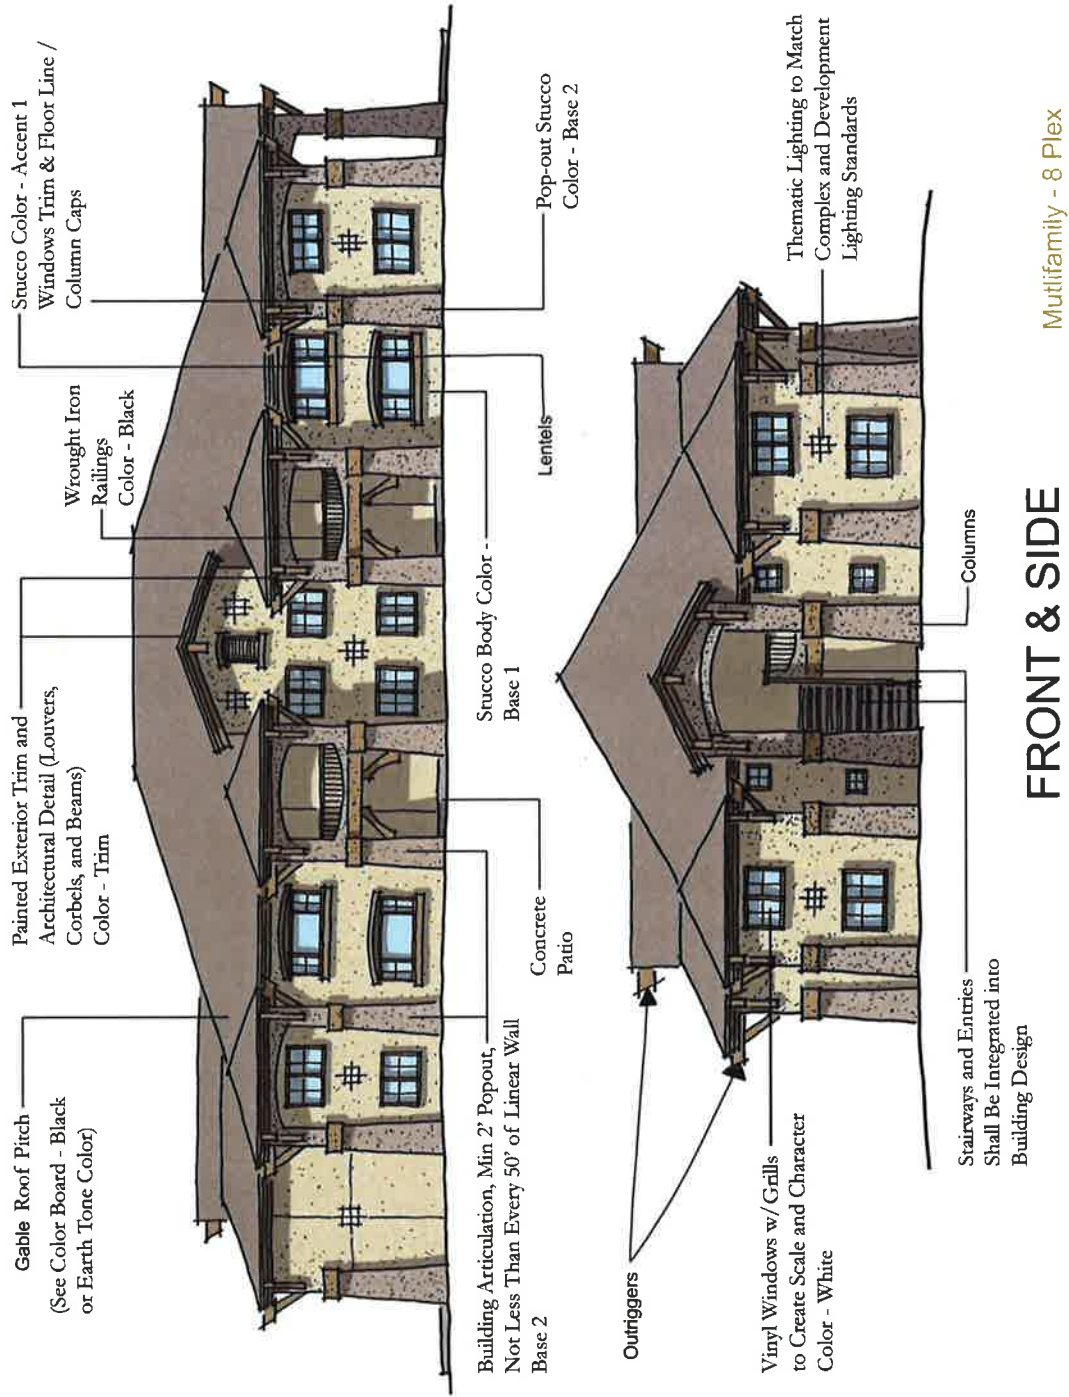 Gable Roof Pitch
(See Color Board - Black
or Earth Tone Color)
Painted Exterior Trim and
Architectural Detail (Louvers,
Corbels, and Beams)
Color - Trim
Wrought Iron
Railings
Color - Black
Stucco Color - Accent 1
Windows Trim & Floor Line /
Column Caps
Building Articulation, Min 2' Popout,
Not Less Than Every 50' of Linear Wall
Base 2
Concrete
Patio
Stucco Body Color -
Base 1
Lentels
Pop-out Stucco
Color - Base 2
Outriggers
Vinyl Windows w/Grills
to Create Scale and Character
Color - White
Stairways and Entries
Shall Be Integrated into
Building Design
Columns
Thematic Lighting to Match
Complex and Development
Lighting Standards
FRONT & SIDE
Mutlifamily - 8 Plex